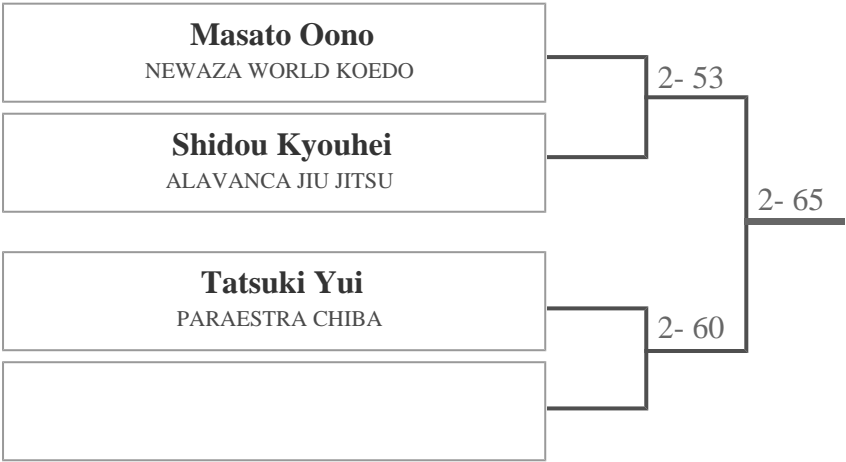 Masato Oono
NEWAZA WORLD KOEDO
2- 53
Shidou Kyouhei
ALAVANCA JIU JITSU
2- 65
Tatsuki Yui
PARAESTRA CHIBA
2- 60